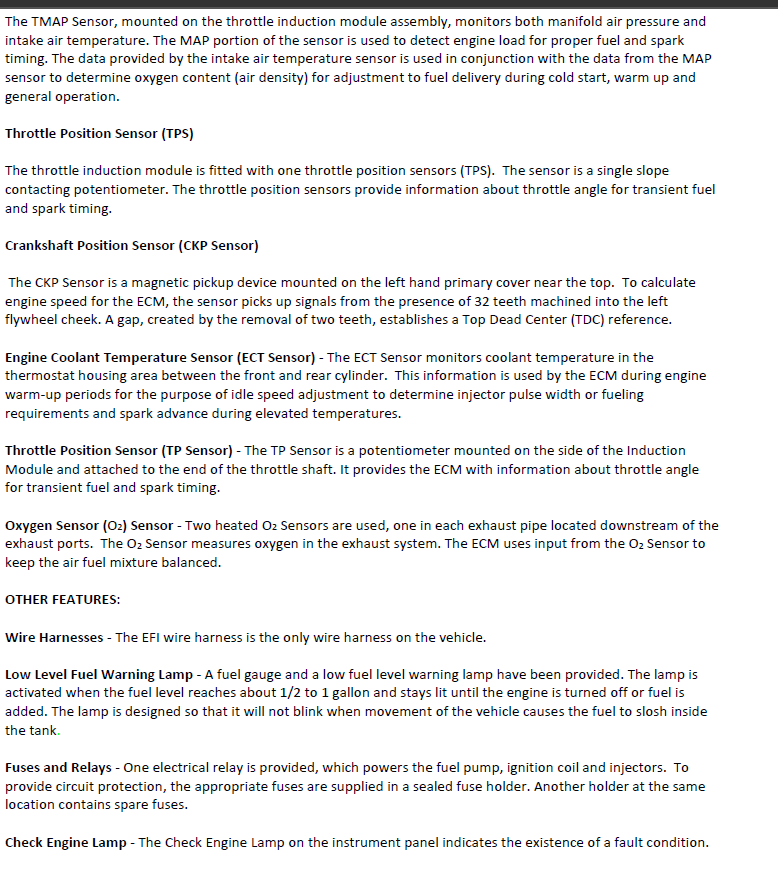 The TMAP Sensor, mounted on the throttle induction module assembly, monitors both manifold air pressure and
intake air temperature. The MAP portion of the sensor is used to detect engine load for proper fuel and spark
timing. The data provided by the intake air temperature sensor is used in conjunction with the data from the MAP
sensor to determine oxygen content (air density) for adjustment to fuel delivery during cold start, warm up and
general operation.
Throttle Position Sensor (TPS)
The throttle induction module is fitted with one throttle position sensors (TPS).  The sensor is a single slope
contacting potentiometer. The throttle position sensors provide information about throttle angle for transient fuel
and spark timing.
Crankshaft Position Sensor (CKP Sensor)
The CKP Sensor is a magnetic pickup device mounted on the left hand primary cover near the top.  To calculate
engine speed for the ECM, the sensor picks up signals from the presence of 32 teeth machined into the left
flywheel cheek. A gap, created by the removal of two teeth, establishes a Top Dead Center (TDC) reference.
Engine Coolant Temperature Sensor (ECT Sensor) - The ECT Sensor monitors coolant temperature in the
thermostat housing area between the front and rear cylinder.  This information is used by the ECM during engine
warm-up periods for the purpose of idle speed adjustment to determine injector pulse width or fueling
requirements and spark advance during elevated temperatures.
Throttle Position Sensor (TP Sensor) - The TP Sensor is a potentiometer mounted on the side of the Induction
Module and attached to the end of the throttle shaft. It provides the ECM with information about throttle angle
for transient fuel and spark timing.
Oxygen Sensor (O₂) Sensor - Two heated O₂ Sensors are used, one in each exhaust pipe located downstream of the
exhaust ports.  The O₂ Sensor measures oxygen in the exhaust system. The ECM uses input from the O₂ Sensor to
keep the air fuel mixture balanced.
OTHER FEATURES:
Wire Harnesses - The EFI wire harness is the only wire harness on the vehicle.
Low Level Fuel Warning Lamp - A fuel gauge and a low fuel level warning lamp have been provided. The lamp is
activated when the fuel level reaches about 1/2 to 1 gallon and stays lit until the engine is turned off or fuel is
added. The lamp is designed so that it will not blink when movement of the vehicle causes the fuel to slosh inside
the tank.
Fuses and Relays - One electrical relay is provided, which powers the fuel pump, ignition coil and injectors.  To
provide circuit protection, the appropriate fuses are supplied in a sealed fuse holder. Another holder at the same
location contains spare fuses.
Check Engine Lamp - The Check Engine Lamp on the instrument panel indicates the existence of a fault condition.